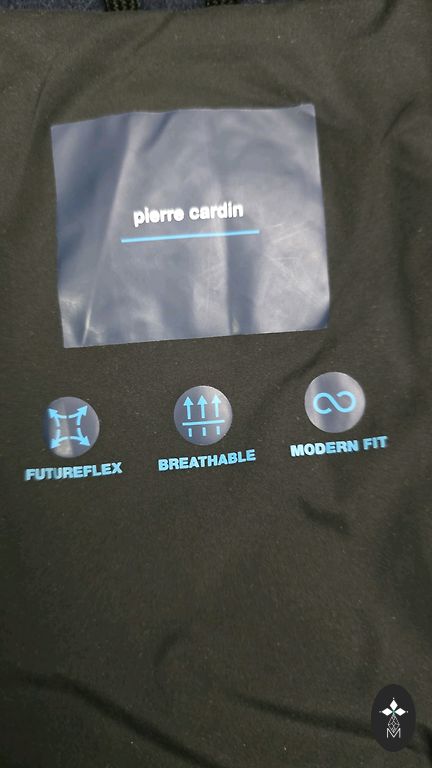 pierre cardin
FUTUREFLEX
BREATHABLE
MODERN FIT
M